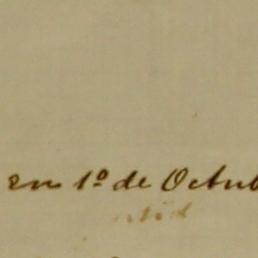 en 1º de Octub